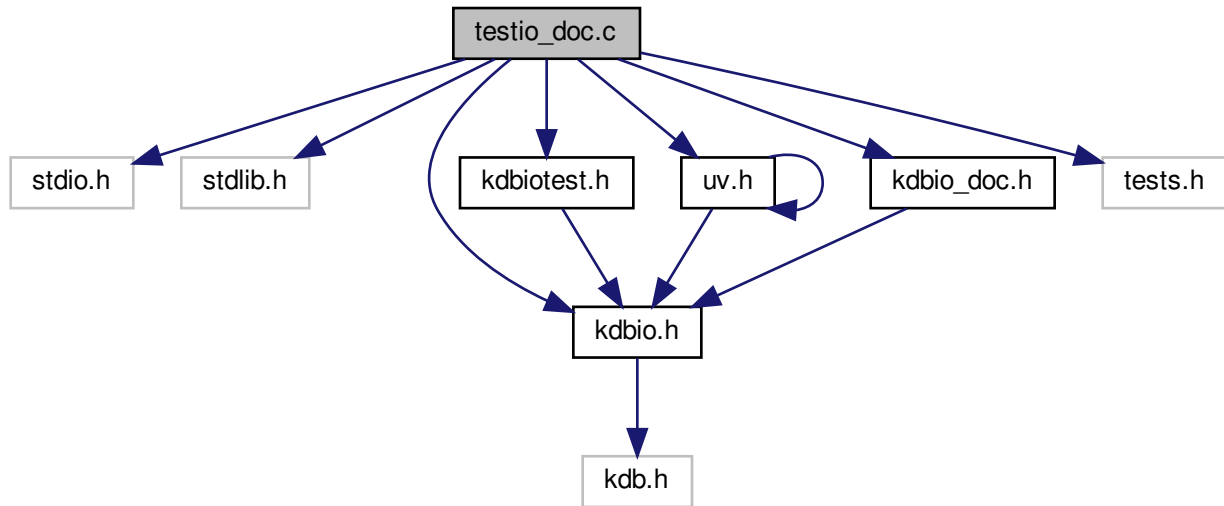 testio_doc.c
stdio.h
stdlib.h
kdbiotest.h
uv.h
kdbio_doc.h
tests.h
kdbio.h
kdb.h